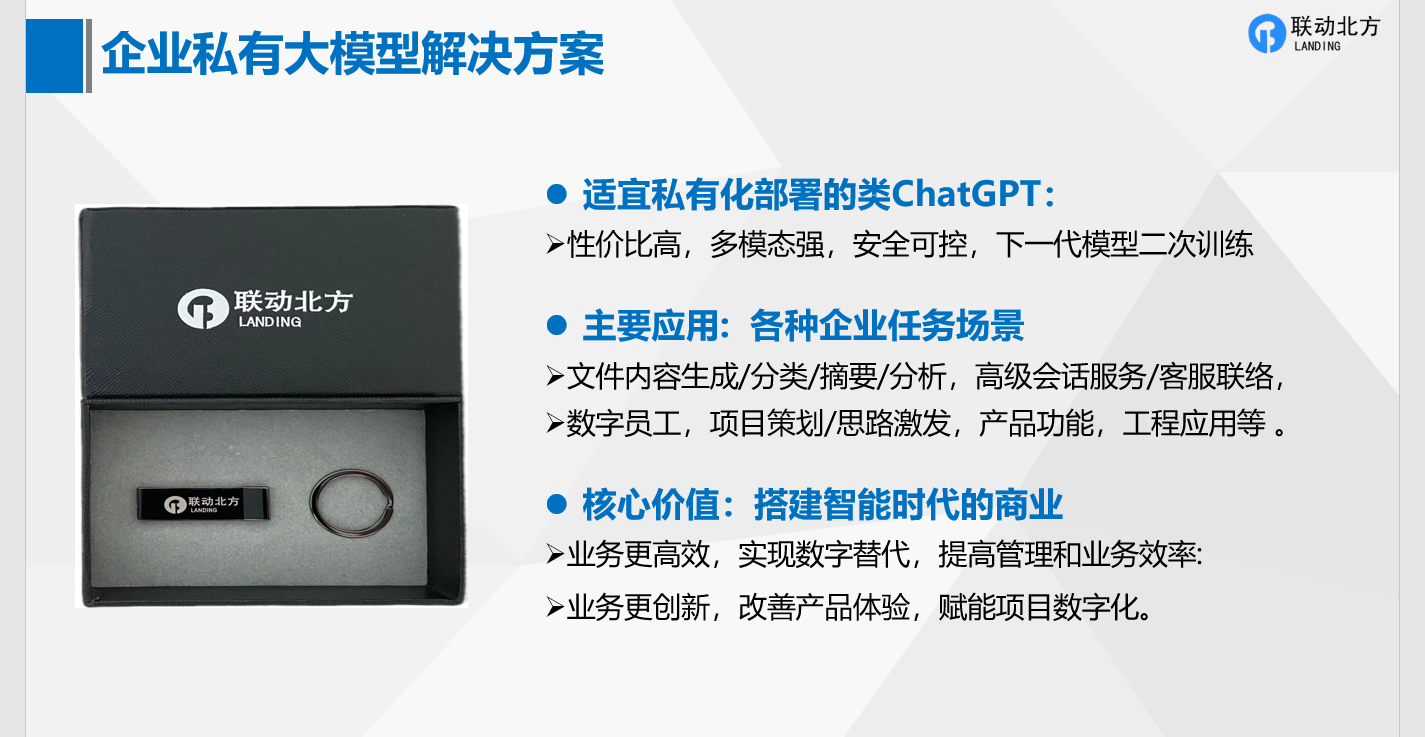 企业私有大模型解决方案
联动北方
LANDING
适宜私有化部署的类ChatGPT：
性价比高，多模态强，安全可控，下一代模型二次训练
主要应用：各种企业任务场景
文件内容生成/分类/摘要/分析，高级会话服务/客服联络，
数字员工，项目策划/思路激发，产品功能，工程应用等 。
核心价值：搭建智能时代的商业
业务更高效，实现数字替代，提高管理和业务效率:
业务更创新，改善产品体验，赋能项目数字化。
联动北方
LANDING
联动北方
LANDING